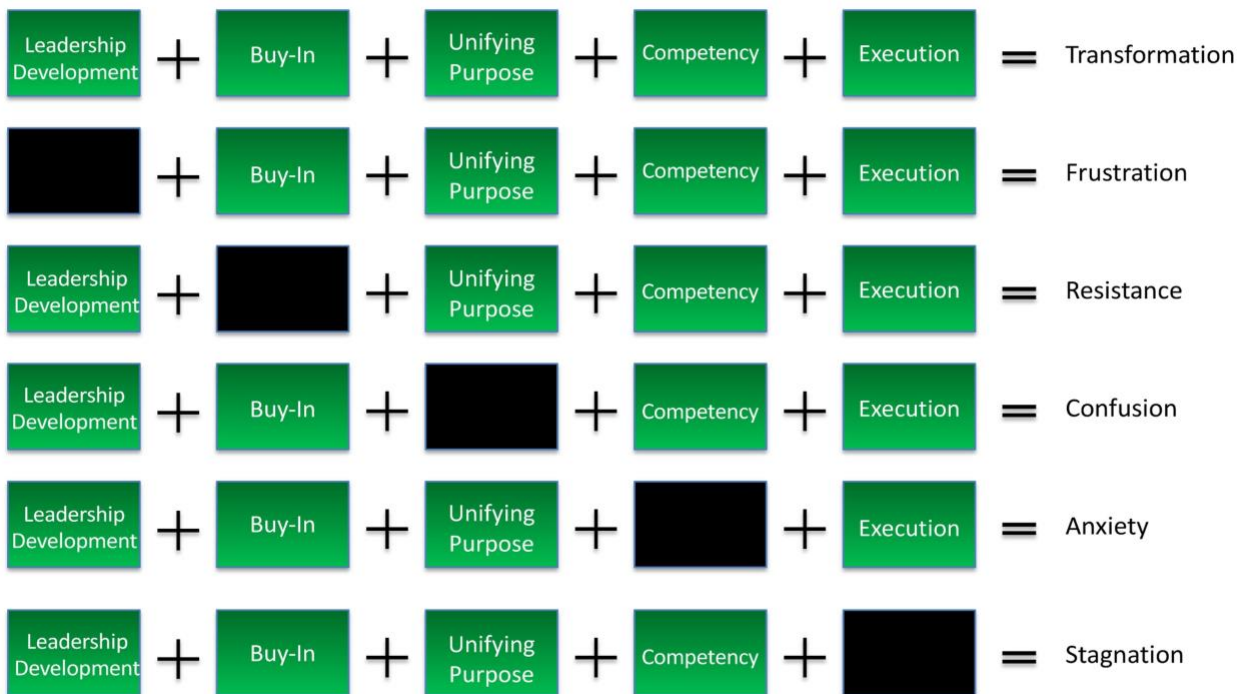 Leadership Development + Buy-In + Unifying Purpose + Competency + Execution = Transformation
+ Buy-In + Unifying Purpose + Competency + Execution = Frustration
Leadership Development + + Unifying Purpose + Competency + Execution = Resistance
Leadership Development + Buy-In + + Competency + Execution = Confusion
Leadership Development + Buy-In + Unifying Purpose + + Execution = Anxiety
Leadership Development + Buy-In + Unifying Purpose + Competency + = Stagnation